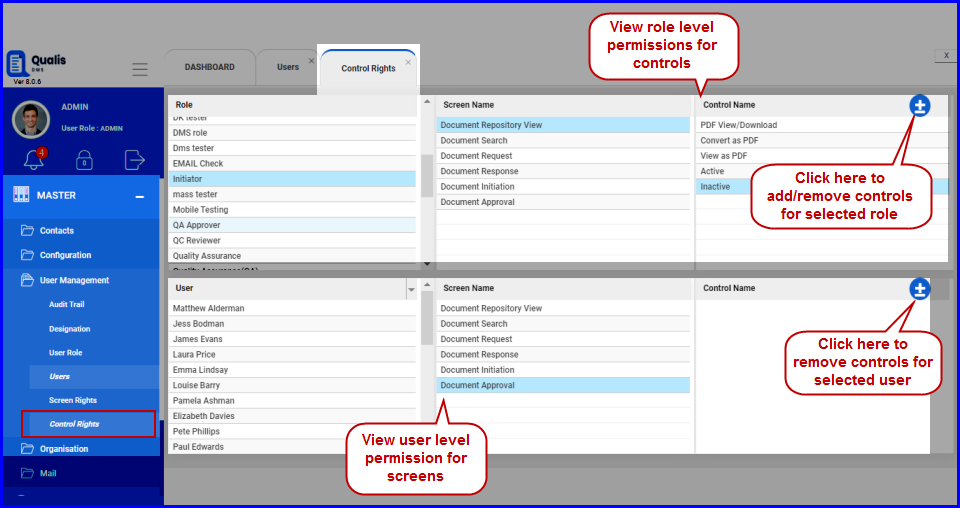 View role level
permissions for
controls
Qualis
DMS
Ver 8.0.6
DASHBOARD
Users
×
Control Rights
×
X
ADMIN
User Role : ADMIN
4
MASTER
Contacts
Configuration
User Management
Audit Trail
Designation
User Role
Users
Screen Rights
Control Rights
Organisation
Mail
Role
DK tester
DMS role
Dms tester
EMAIL Check
Initiator
mass tester
Mobile Testing
QA Approver
QC Reviewer
Quality Assurance
Quality Assurance(QA)
Screen Name
Document Repository View
Document Search
Document Request
Document Response
Document Initiation
Document Approval
Control Name
PDF View/Download
Convert as PDF
View as PDF
Active
Inactive
Click here to
add/remove controls
for selected role
User
Matthew Alderman
Jess Bodman
James Evans
Laura Price
Emma Lindsay
Louise Barry
Pamela Ashman
Elizabeth Davies
Pete Phillips
Paul Edwards
Screen Name
Document Repository View
Document Search
Document Request
Document Response
Document Initiation
Document Approval
Control Name
Click here to
remove controls for
selected user
View user level
permission for
screens